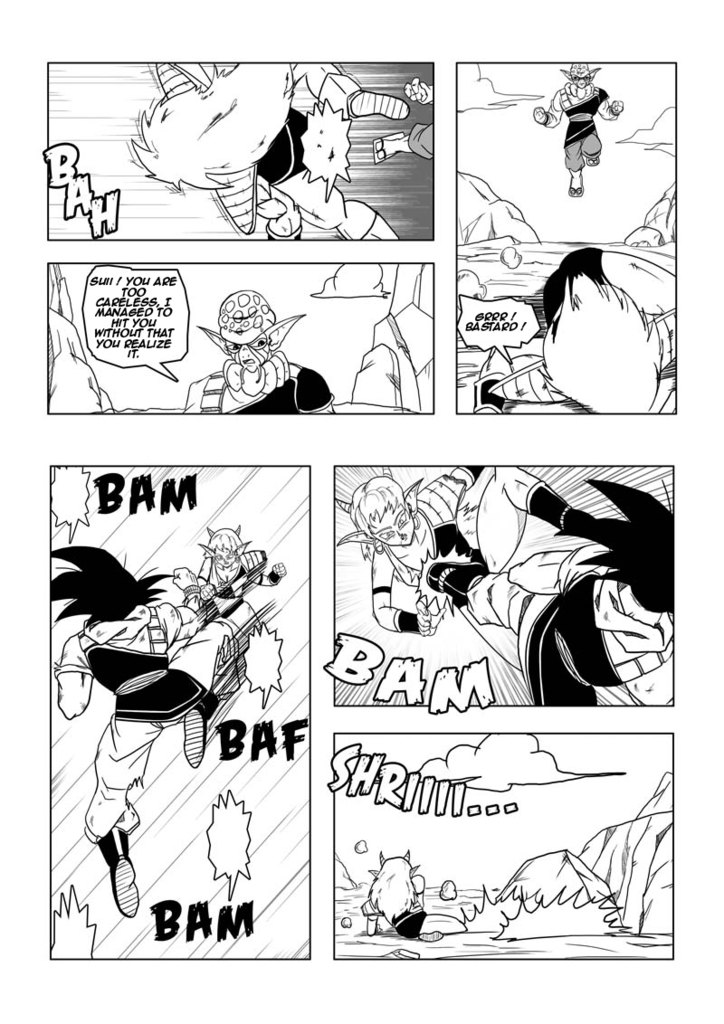 BAH
SUII ! YOU ARE
TOO
CARELESS, I
MANAGED TO
HIT YOU
WITHOUT THAT
YOU REALIZE
IT.
GRRR !
BASTARD !
BAM
BAF
BAM
BAM
SHRIIII...